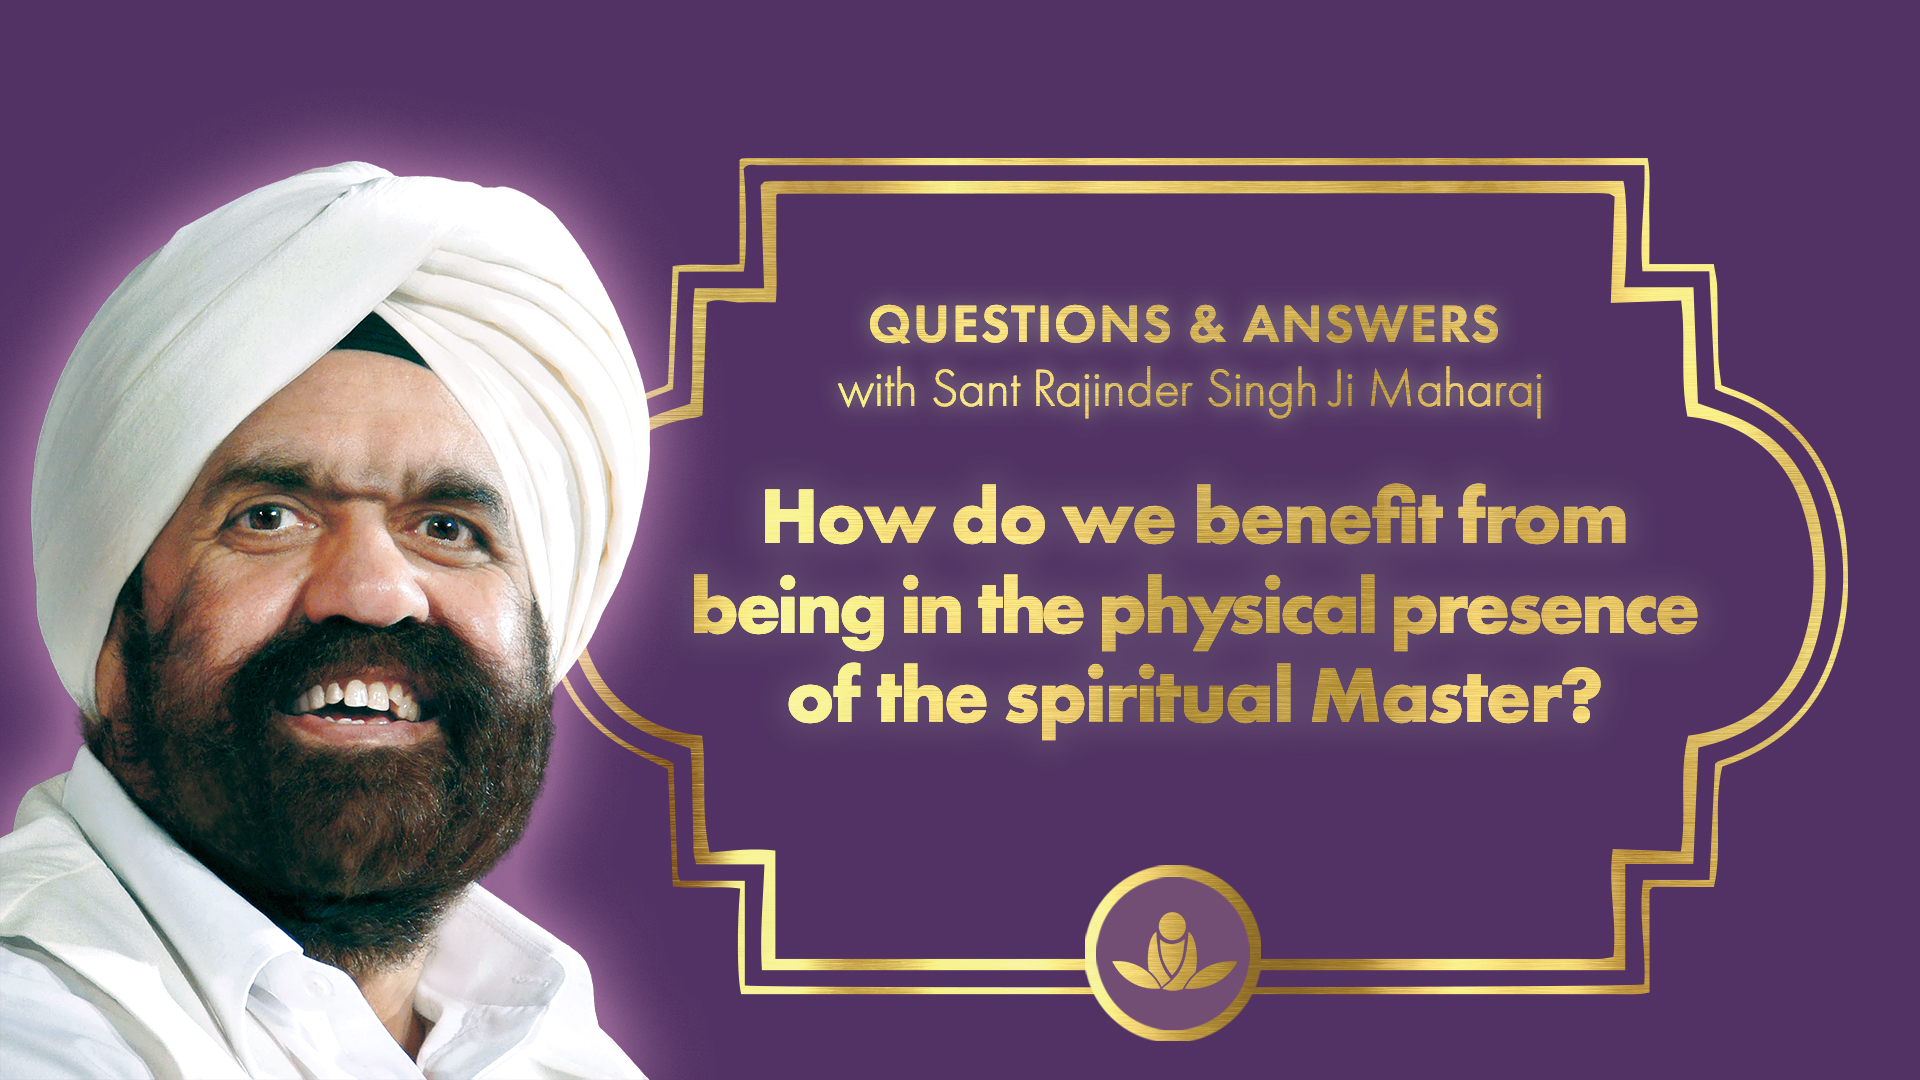 QUESTIONS & ANSWERS
with Sant Rajinder Singh Ji Maharaj
How do we benefit from
being in the physical presence
of the spiritual Master?